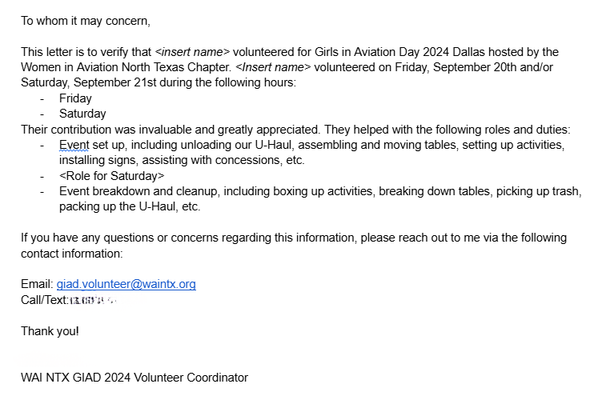 To whom it may concern,
This letter is to verify that <insert name> volunteered for Girls in Aviation Day 2024 Dallas hosted by the
Women in Aviation North Texas Chapter. <Insert name> volunteered on Friday, September 20th and/or
Saturday, September 21st during the following hours:
- Friday
- Saturday
Their contribution was invaluable and greatly appreciated. They helped with the following roles and duties:
- Event set up, including unloading our U-Haul, assembling and moving tables, setting up activities,
installing signs, assisting with concessions, etc.
- <Role for Saturday>
- Event breakdown and cleanup, including boxing up activities, breaking down tables, picking up trash,
packing up the U-Haul, etc.
If you have any questions or concerns regarding this information, please reach out to me via the following
contact information:
Email: giad.volunteer@waintx.org
Call/Text:
Thank you!
WAI NTX GIAD 2024 Volunteer Coordinator